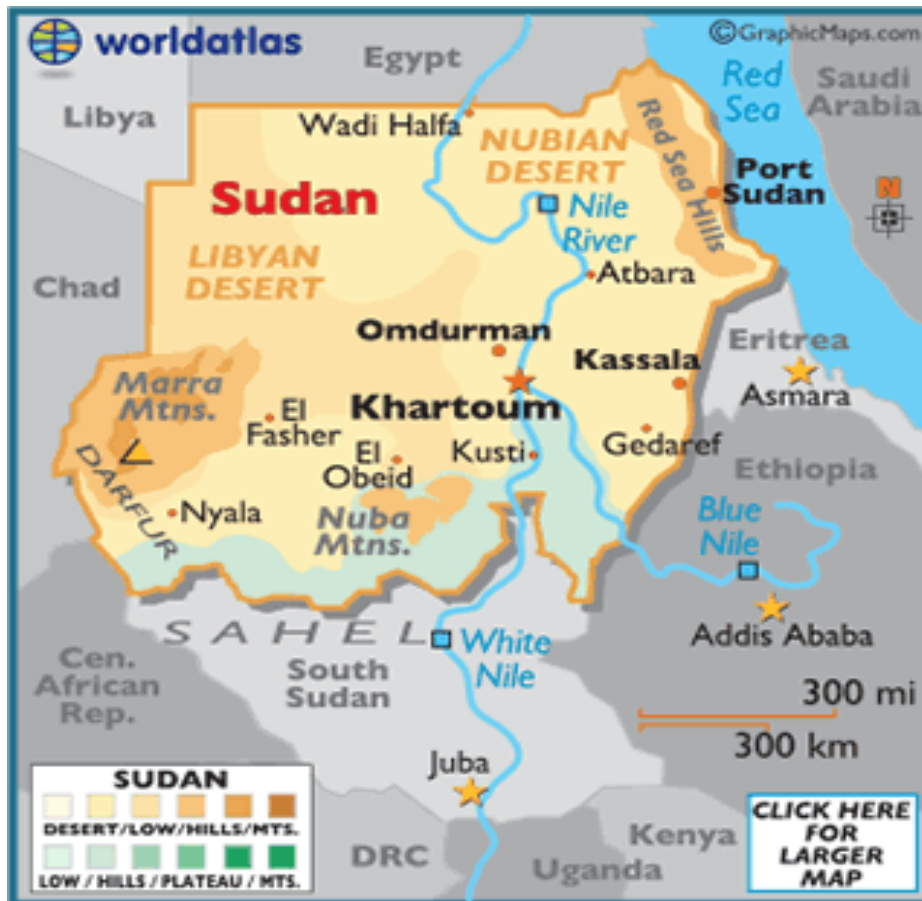 worldatlas
©GraphicMaps.com
Egypt
Red
Sea
Saudi
Arabia
Libya
Wadi Halfa
NUBIAN
DESERT
Red Sea Hills
Port
Sudan
N
Sudan
Nile
River
LIBYAN
DESERT
Atbara
Chad
Omdurman
Kassala
Eritrea
Asmara
Marra
Mtns.
El
Fasher
Khartoum
Gedaref
El
Obeid
Kusti
Ethiopia
DARFUR
Nyala
Nuba
Mtns.
Blue
Nile
SAHEL
White
Nile
Addis Ababa
Cen.
African
Rep.
South
Sudan
300 mi
300 km
Juba
SUDAN
DESERT/LOW/HILLS/MTS.
LOW / HILLS / PLATEAU / MTS.
DRC
Uganda
Kenya
CLICK HERE
FOR
LARGER
MAP